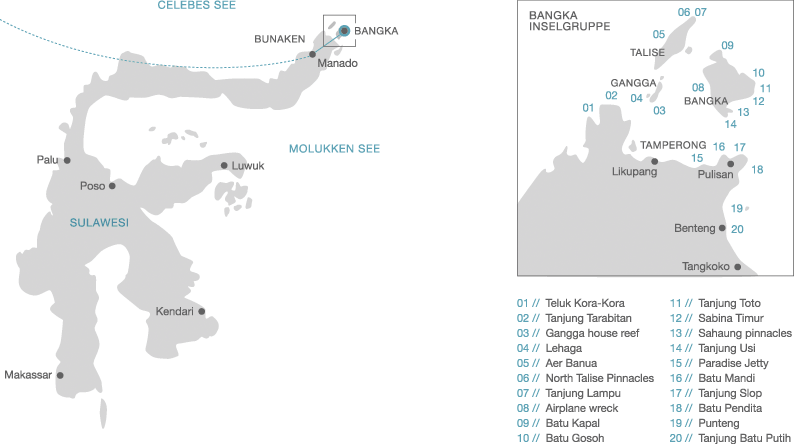 CELEBES SEE
BUNAKEN
BANGKA
Manado
MOLUKKEN SEE
Palu
Luwuk
Poso
SULAWESI
Kendari
Makassar
BANGKA
INSELGRUPPE
06 07
05
TALISE
09
GANGGA
10
08
11
02
04
BANGKA
12
01
03
13
14
TAMPERONG
16 17
15
Likupang
Pulisan
18
19
Benteng
20
Tangkoko
01 // Teluk Kora-Kora
02 // Tanjung Tarabitan
03 // Gangga house reef
04 // Lehaga
05 // Aer Banua
06 // North Talise Pinnacles
07 // Tanjung Lampu
08 // Airplane wreck
09 // Batu Kapal
10 // Batu Gosoh
11 // Tanjung Toto
12 // Sabina Timur
13 // Sahaung pinnacles
14 // Tanjung Usi
15 // Paradise Jetty
16 // Batu Mandi
17 // Tanjung Slop
18 // Batu Pendita
19 // Punteng
20 // Tanjung Batu Putih